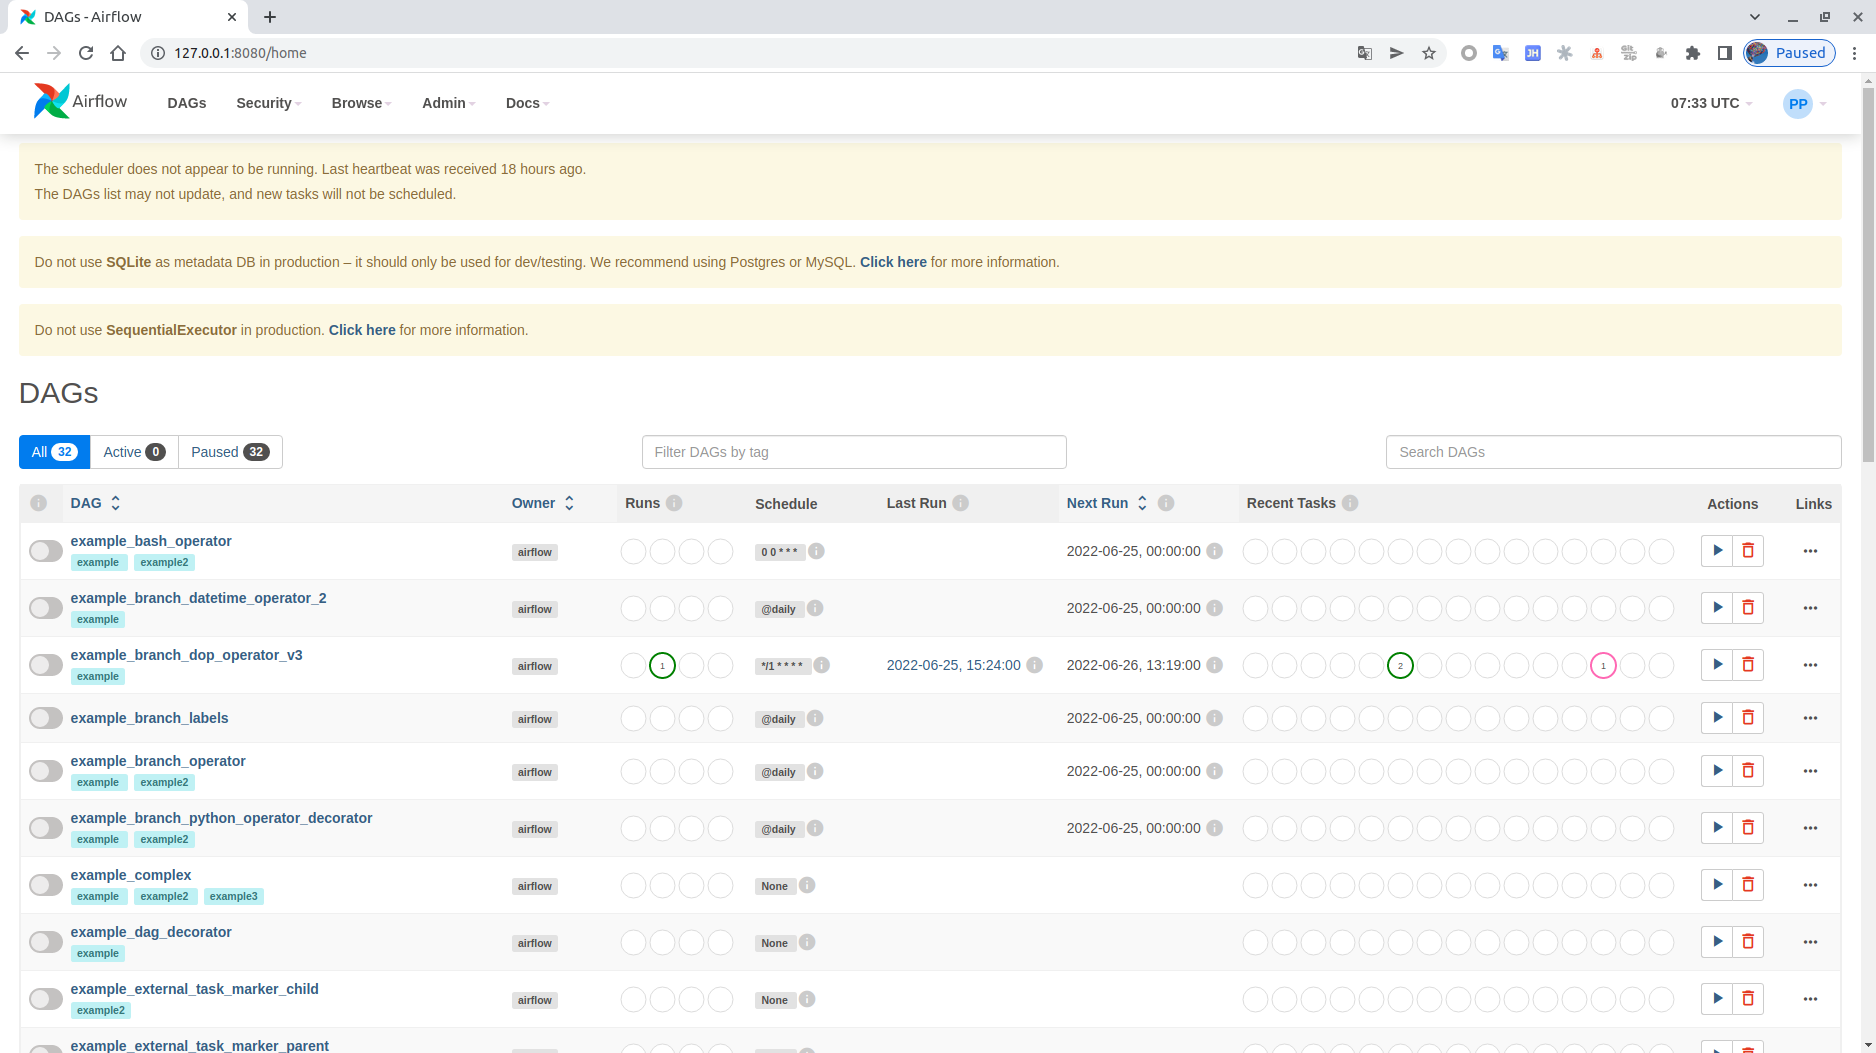 DAGs - Airflow
127.0.0.1:8080/home
JH
Git Zip
Paused
Airflow
DAGs Security Browse Admin Docs 07:33 UTC PP
The scheduler does not appear to be running. Last heartbeat was received 18 hours ago.
The DAGs list may not update, and new tasks will not be scheduled.
Do not use SQLite as metadata DB in production – it should only be used for dev/testing. We recommend using Postgres or MySQL. Click here for more information.
Do not use SequentialExecutor in production. Click here for more information.
DAGs
All 32 Active 0 Paused 32 Filter DAGs by tag Search DAGs
DAG Owner Runs Schedule Last Run Next Run Recent Tasks Actions Links
example_bash_operator
example example2 airflow 0 0 * * * 2022-06-25, 00:00:00
example_branch_datetime_operator_2
example airflow @daily 2022-06-25, 00:00:00
example_branch_dop_operator_v3
example airflow 1 */1 * * * * 2022-06-25, 15:24:00 2022-06-26, 13:19:00 2 1
example_branch_labels airflow @daily 2022-06-25, 00:00:00
example_branch_operator
example example2 airflow @daily 2022-06-25, 00:00:00
example_branch_python_operator_decorator
example example2 airflow @daily 2022-06-25, 00:00:00
example_complex
example example2 example3 airflow None
example_dag_decorator
example airflow None
example_external_task_marker_child
example2 airflow None
example_external_task_marker_parent